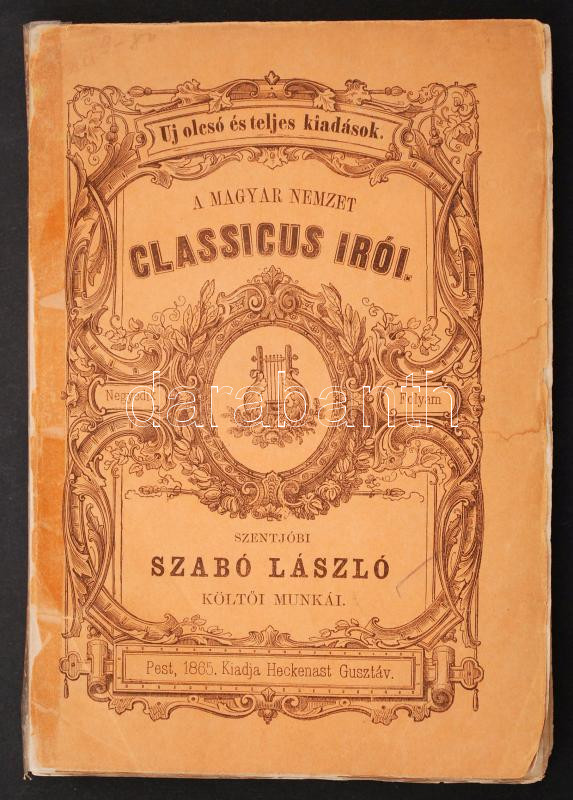 Uj olcsó és teljes kiadások.
A MAGYAR NEMZET
CLASSICUS IRÓI.
Negyedik
Folyam
darabanth
SZENTJÓBI
SZABÓ LÁSZLÓ
KÖLTŐI MUNKÁI.
Pest, 1865. Kiadja Heckenast Gusztáv.